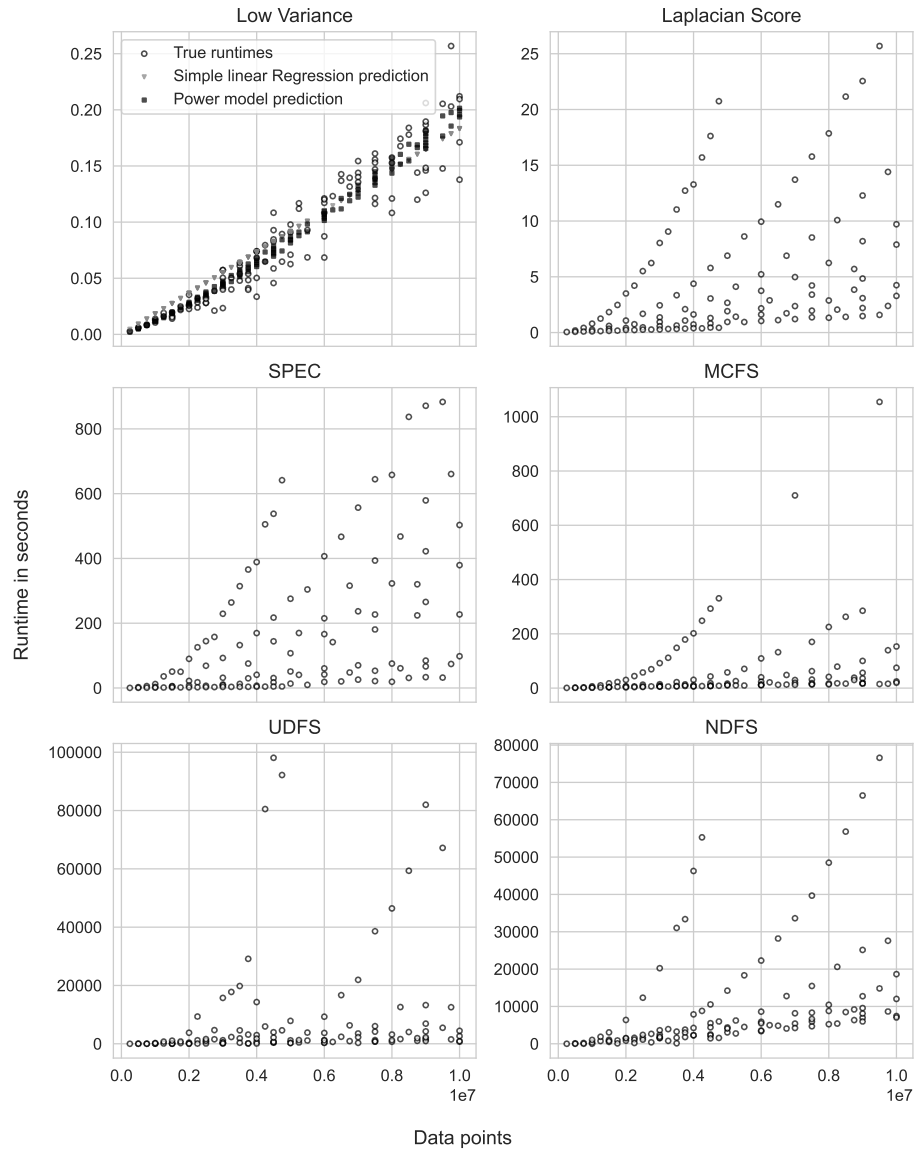 Low Variance
Laplacian Score
True runtimes
Simple linear Regression prediction
Power model prediction
0.25
0.20
0.15
0.10
0.05
0.00
25
20
15
10
5
0
SPEC
MCFS
800
600
400
200
0
1000
800
600
400
200
0
Runtime in seconds
UDFS
NDFS
100000
80000
60000
40000
20000
0
80000
70000
60000
50000
40000
30000
20000
10000
0
0.0 0.2 0.4 0.6 0.8 1.0
1e7
0.0 0.2 0.4 0.6 0.8 1.0
1e7
Data points